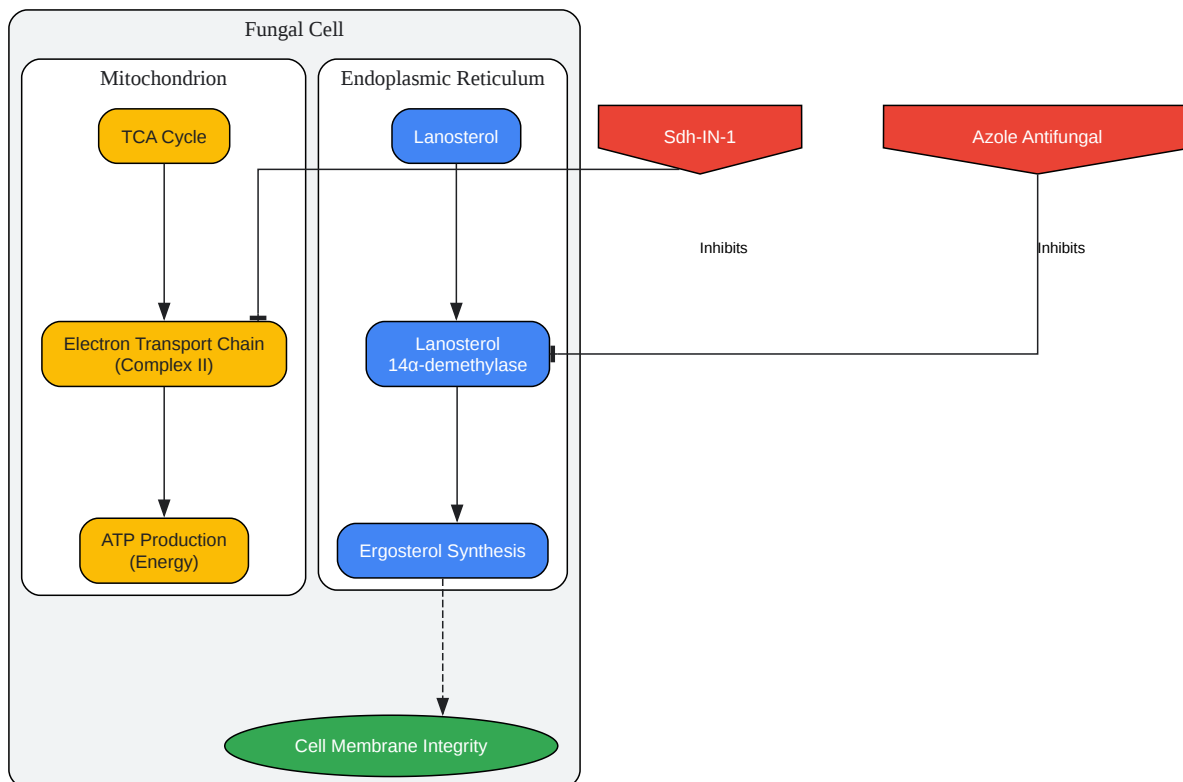 Fungal Cell
Mitochondrion
Endoplasmic Reticulum
TCA Cycle
Lanosterol
Sdh-IN-1
Azole Antifungal
Inhibits
Inhibits
Electron Transport Chain
(Complex II)
Lanosterol
14α-demethylase
ATP Production
(Energy)
Ergosterol Synthesis
Cell Membrane Integrity